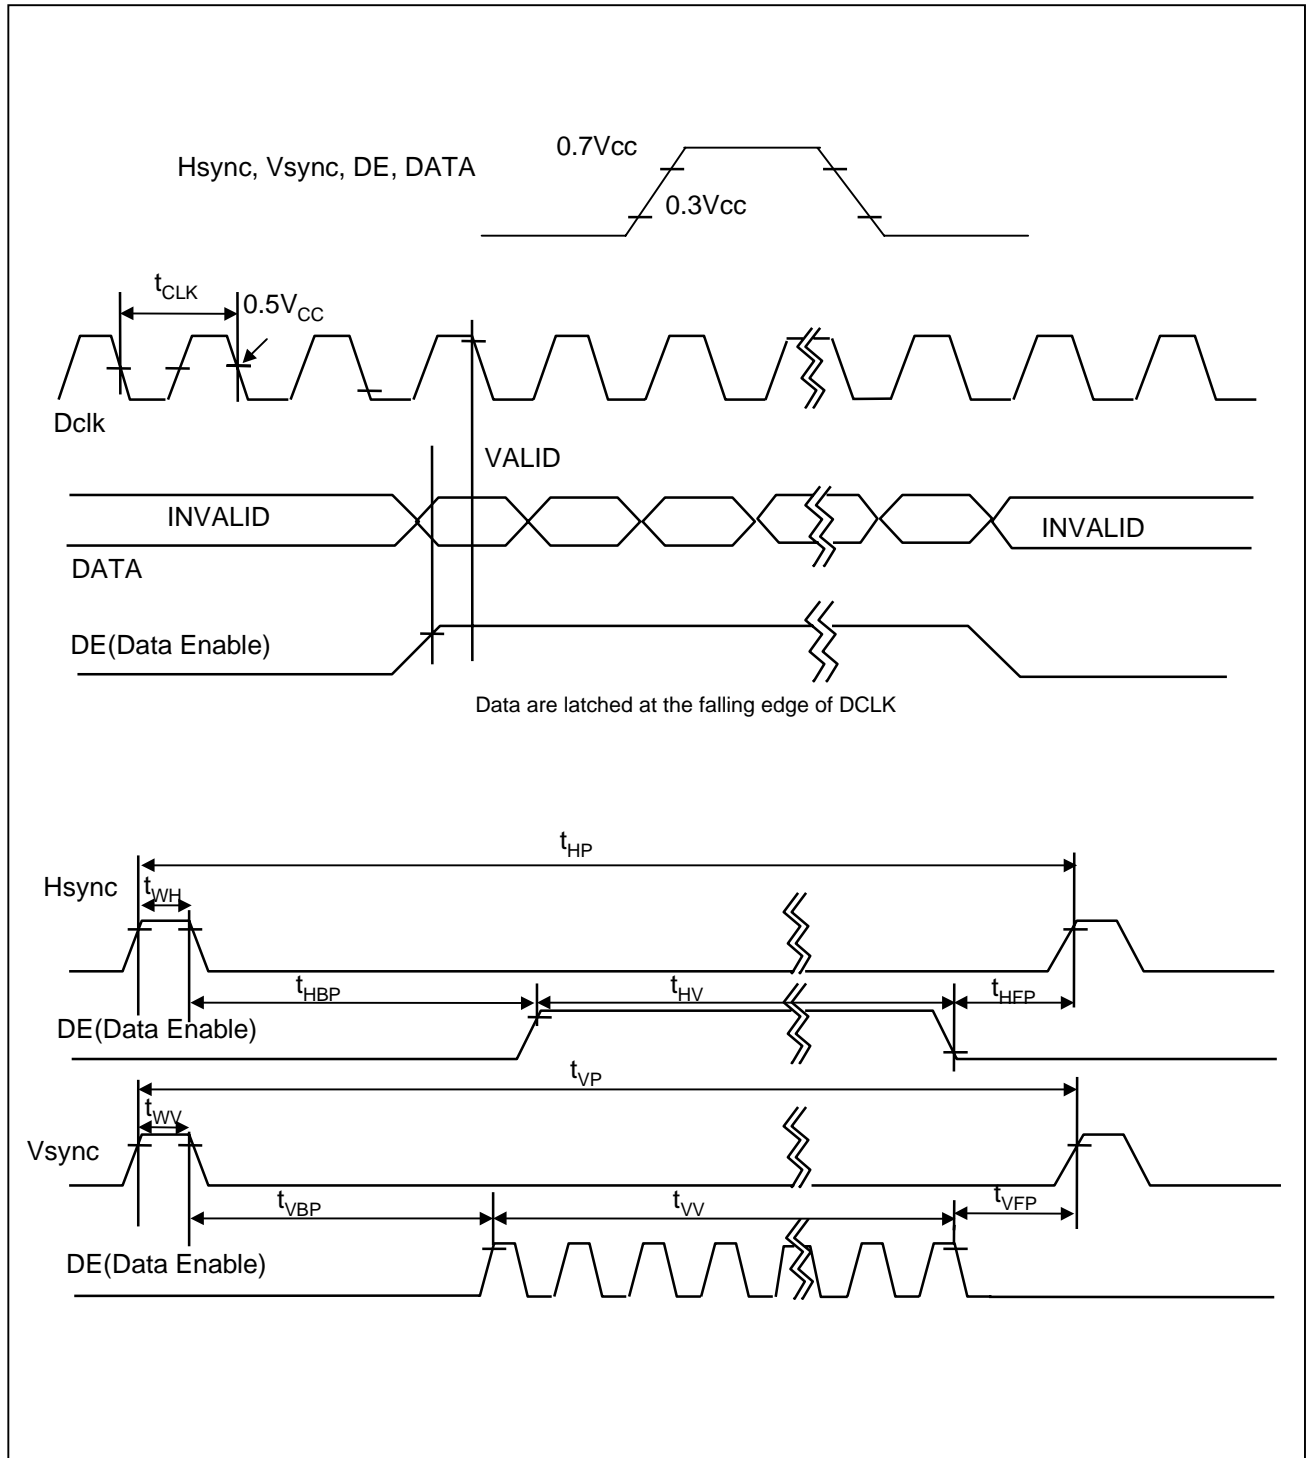 0.7Vcc
Hsync, Vsync, DE, DATA
0.3Vcc
tCLK
0.5VCC
Dclk
VALID
INVALID
INVALID
DATA
DE(Data Enable)
Data are latched at the falling edge of DCLK
tHP
Hsync
tWH
tHBP
tHV
tHFP
DE(Data Enable)
tVP
tWV
Vsync
tVBP
tVV
tVFP
DE(Data Enable)